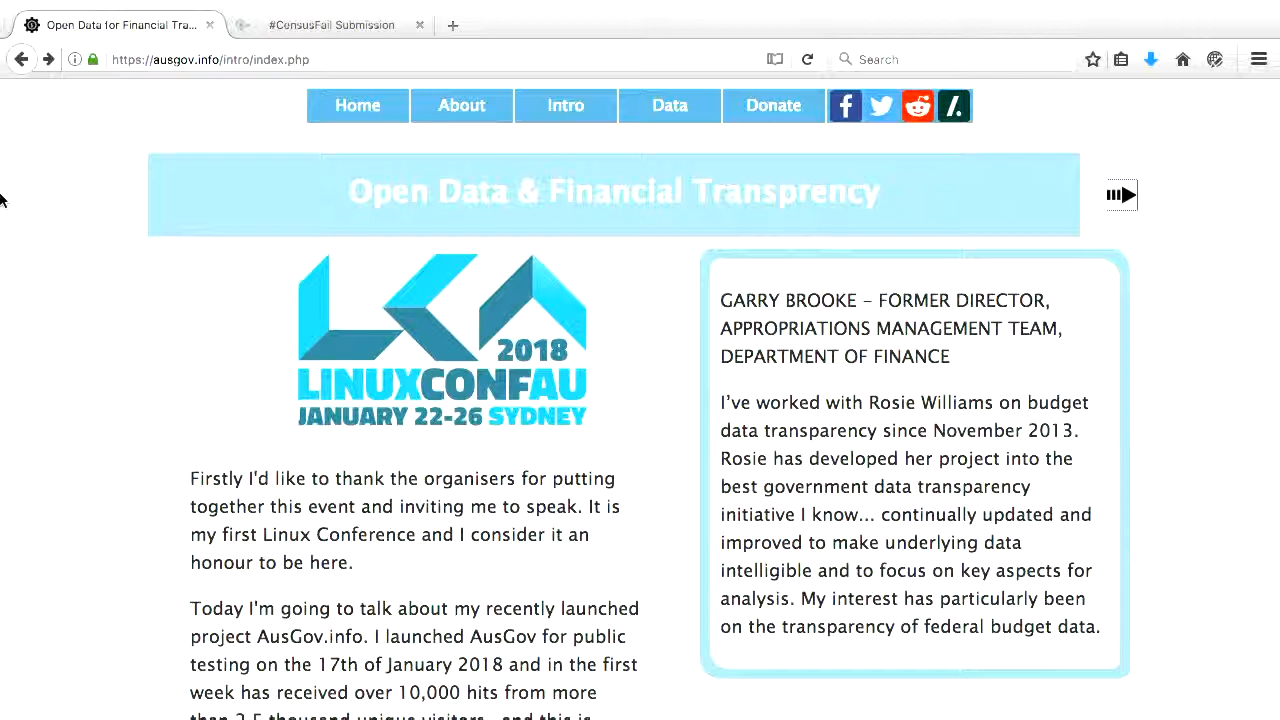 Open Data for Financial Tra...
#CensusFail Submission
https://ausgov.info/intro/index.php
Search
Home
About
Intro
Data
Donate
Open Data & Financial Transprency
2018
LINUXCONFAU
JANUARY 22-26 SYDNEY
Firstly I'd like to thank the organisers for putting
together this event and inviting me to speak. It is
my first Linux Conference and I consider it an
honour to be here.
Today I'm going to talk about my recently launched
project AusGov.info. I launched AusGov for public
testing on the 17th of January 2018 and in the first
week has received over 10,000 hits from more
than 2.5 thousand unique visitors
GARRY BROOKE – FORMER DIRECTOR,
APPROPRIATIONS MANAGEMENT TEAM,
DEPARTMENT OF FINANCE
I've worked with Rosie Williams on budget
data transparency since November 2013.
Rosie has developed her project into the
best government data transparency
initiative I know... continually updated and
improved to make underlying data
intelligible and to focus on key aspects for
analysis. My interest has particularly been
on the transparency of federal budget data.